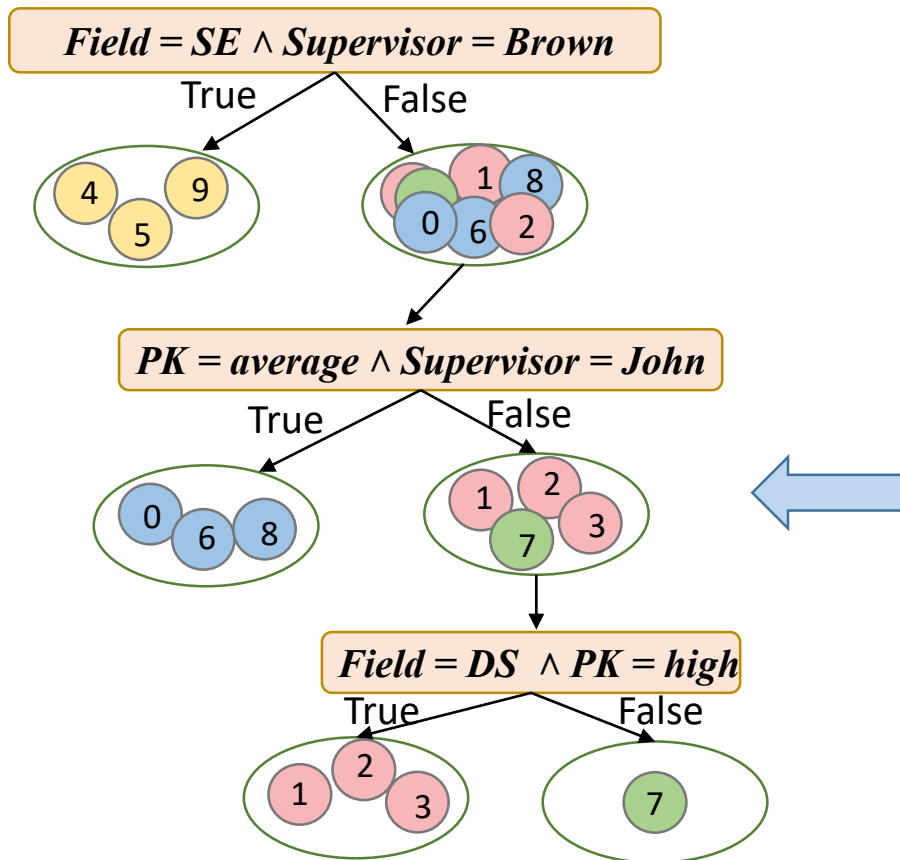 Field = SE ∧ Supervisor = Brown
True False
4 9
5
1 8
0 6 2
PK = average ∧ Supervisor = John
True False
0 6 8
1 2 3
7
Field = DS ∧ PK = high
True False
1 2 3
7